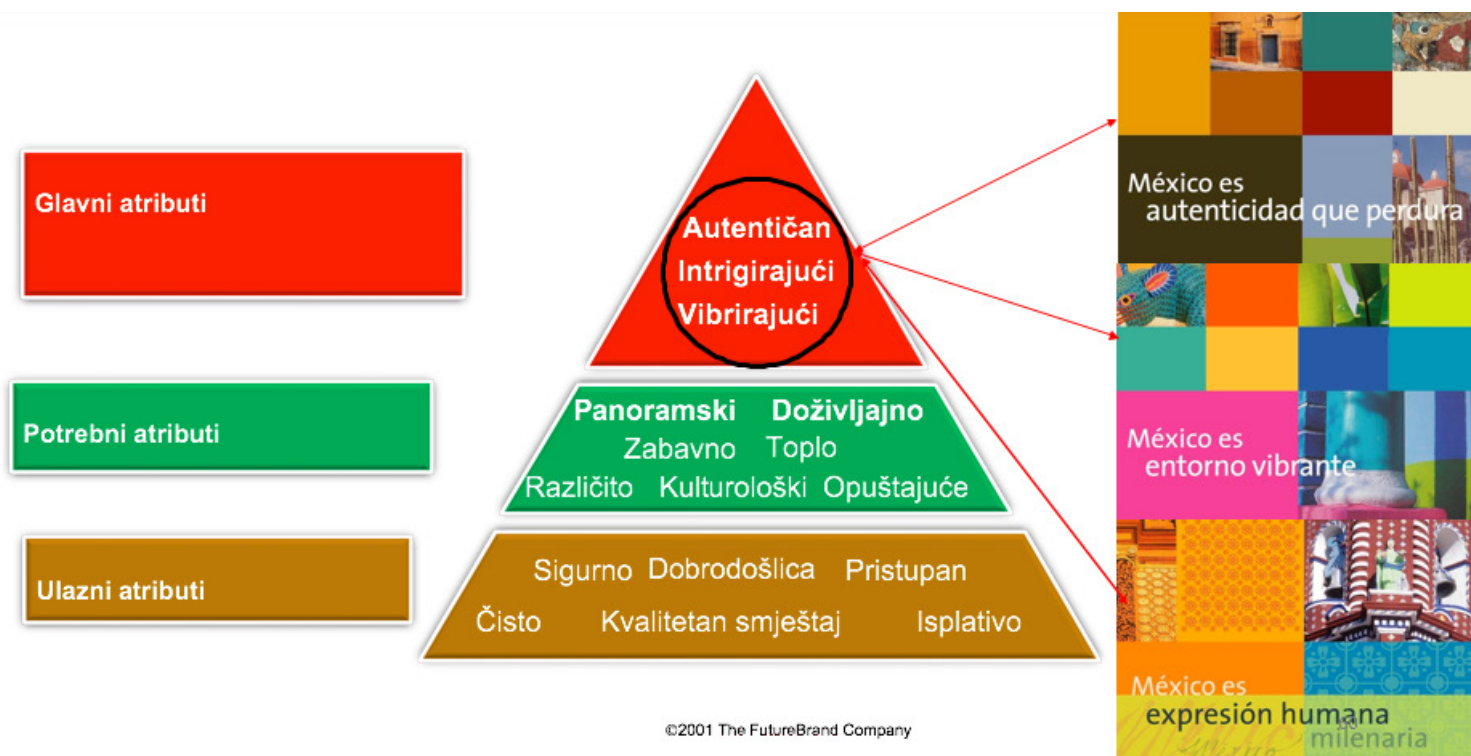 Glavni atributi
Autentičan
Intrigirajući
Vibrirajući
Potrebni atributi
Panoramski Doživljajno
Zabavno Toplo
Različito Kulturološki Opuštajuće
Ulazni atributi
Sigurno Dobrodošlica Pristupan
Čisto Kvalitetan smještaj Isplativo
©2001 The FutureBrand Company
México es
autenticidad que perdura
México es
entorno vibrante
México es
expresión humana
milenaria